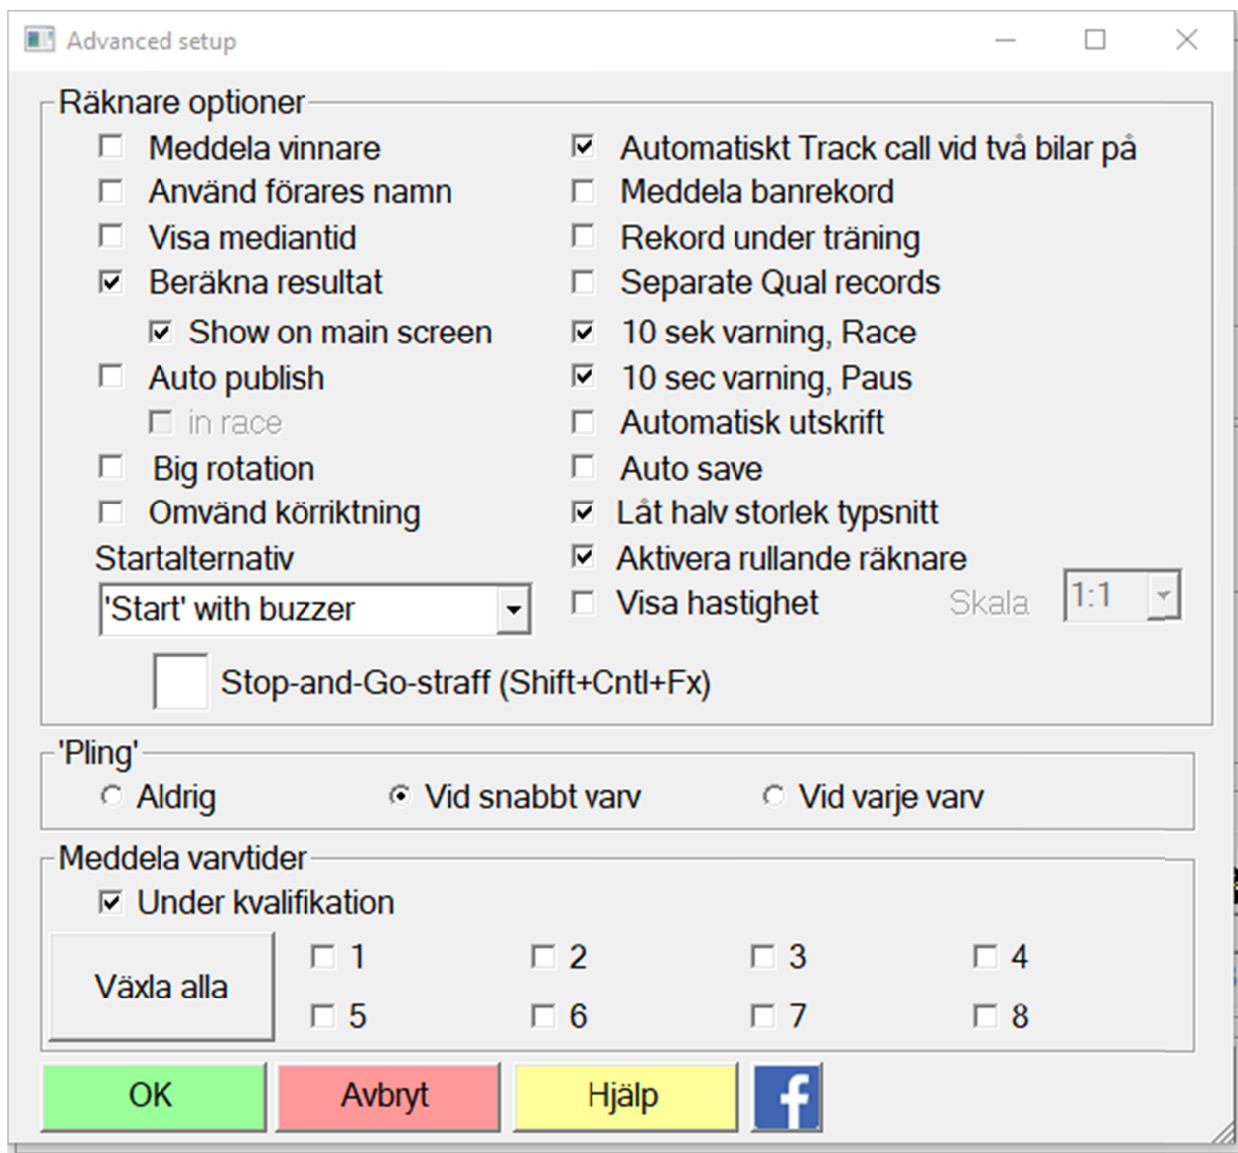 Advanced setup
Räknare optioner
Meddela vinnare
Använd förares namn
Visa mediantid
Beräkna resultat
Show on main screen
Auto publish
in race
Big rotation
Omvänd körriktning
Startalternativ
'Start' with buzzer
Automatiskt Track call vid två bilar på
Meddela banrekord
Rekord under träning
Separate Qual records
10 sek varning, Race
10 sec varning, Paus
Automatisk utskrift
Auto save
Låt halv storlek typsnitt
Aktivera rullande räknare
Visa hastighet Skala 1:1
Stop-and-Go-straff (Shift+Cntl+Fx)
'Pling'
Aldrig Vid snabbt varv Vid varje varv
Meddela varvtider
Under kvalifikation
Växla alla
1 2 3 4
5 6 7 8
OK Avbryt Hjälp f